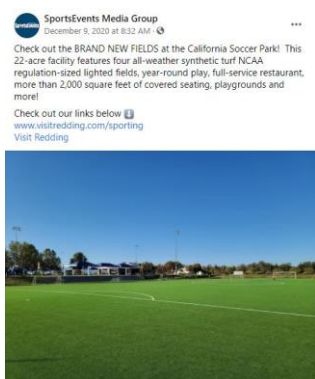 SportsEvents Media Group
December 9, 2020 at 8:32 AM ·
Check out the BRAND NEW FIELDS at the California Soccer Park! This
22-acre facility features four all-weather synthetic turf NCAA
regulation-sized lighted fields, year-round play, full-service restaurant,
more than 2,000 square feet of covered seating, playgrounds and
more!
Check out our links below ⬇️
www.visitredding.com/sporting
Visit Redding